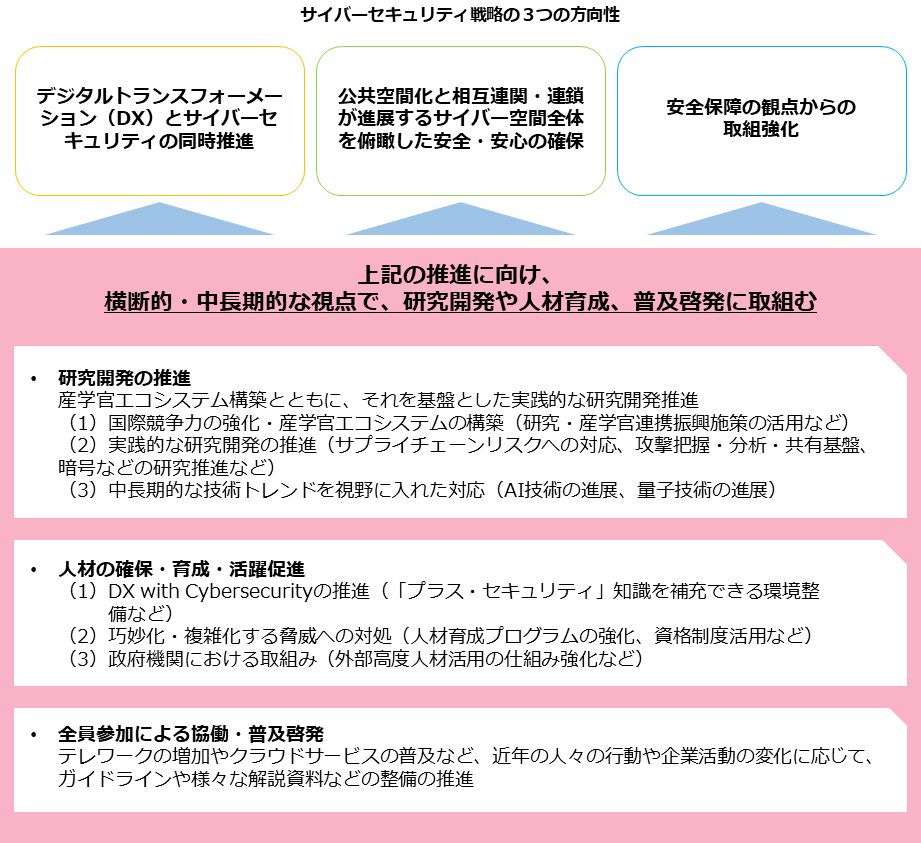 サイバーセキュリティ戦略の３つの方向性
デジタルトランスフォーメー
ション（DX）とサイバーセ
キュリティの同時推進
公共空間化と相互連関・連鎖
が進展するサイバー空間全体
を俯瞰した安全・安心の確保
安全保障の観点からの
取組強化
上記の推進に向け、
横断的・中長期的な視点で、研究開発や人材育成、普及啓発に取組む
• 研究開発の推進
産学官エコシステム構築とともに、それを基盤とした実践的な研究開発推進
（1）国際競争力の強化・産学官エコシステムの構築（研究・産学官連携振興施策の活用など）
（2）実践的な研究開発の推進（サプライチェーンリスクへの対応、攻撃把握・分析・共有基盤、
暗号などの研究推進など）
（3）中長期的な技術トレンドを視野に入れた対応（AI技術の進展、量子技術の進展）
• 人材の確保・育成・活躍促進
（1）DX with Cybersecurityの推進（「プラス・セキュリティ」知識を補充できる環境整
備など）
（2）巧妙化・複雑化する脅威への対処（人材育成プログラムの強化、資格制度活用など）
（3）政府機関における取組み（外部高度人材活用の仕組み強化など）
• 全員参加による協働・普及啓発
テレワークの増加やクラウドサービスの普及など、近年の人々の行動や企業活動の変化に応じて、
ガイドラインや様々な解説資料などの整備の推進